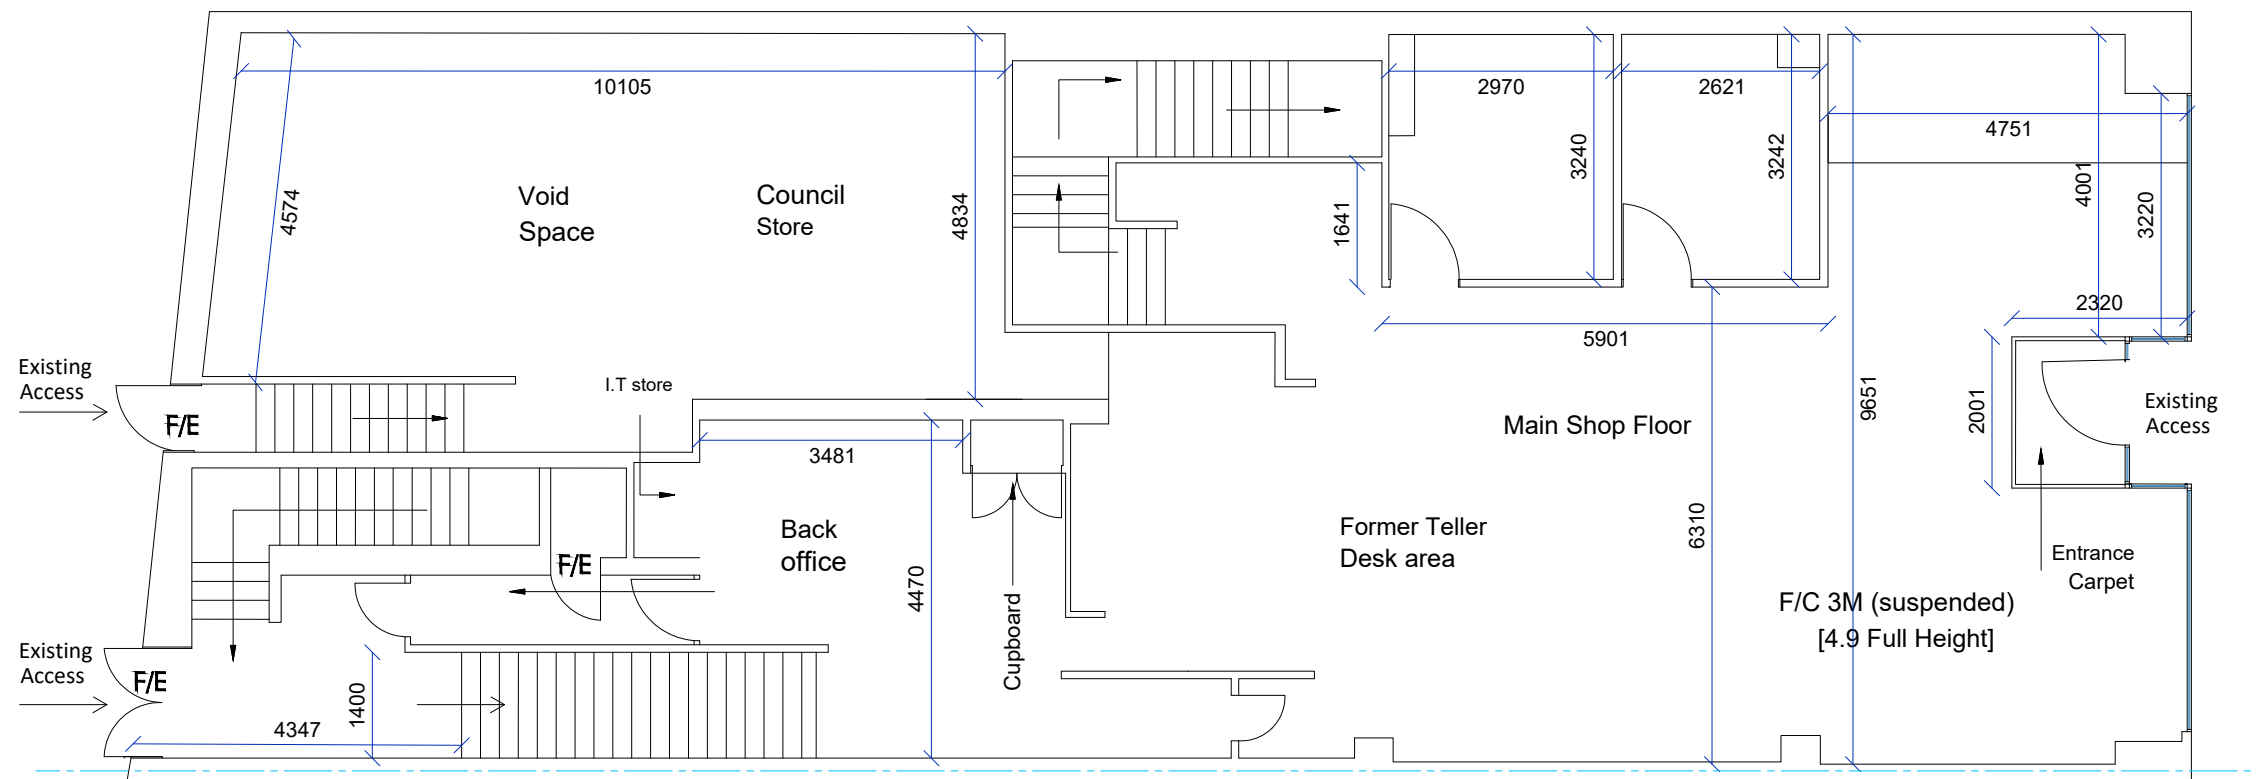 10105
2970
2621
4751
3240
3242
4001
3220
4574
Void
Space
Council
Store
4834
1641
2320
5901
Existing
Access
F/E
I.T store
3481
Main Shop Floor
9651
2001
Existing
Access
Back
office
Former Teller
Desk area
6310
F/E
4470
Cupboard
Entrance
Carpet
F/C 3M (suspended)
[4.9 Full Height]
Existing
Access
F/E
1400
4347